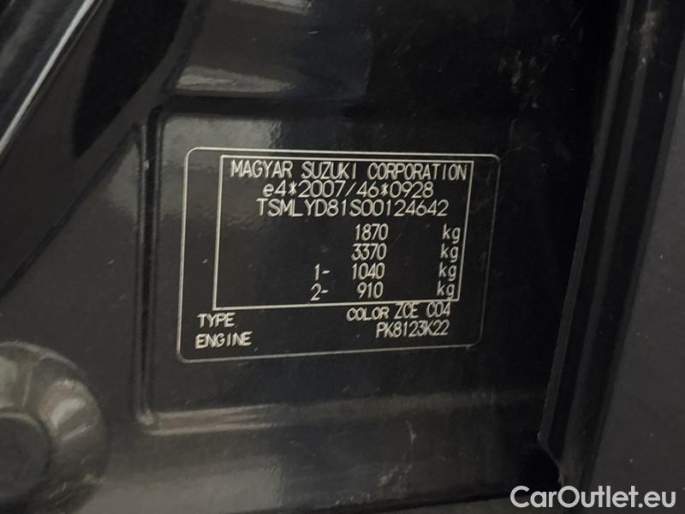 MAGYAR SUZUKI CORPORATION
e4*2007/46*0928
TSMLYD81S00124642
1870 kg
3370 kg
1- 1040 kg
2- 910 kg
COLOR ZCE C04
TYPE
PK8123K22
ENGINE
CarOutlet.eu